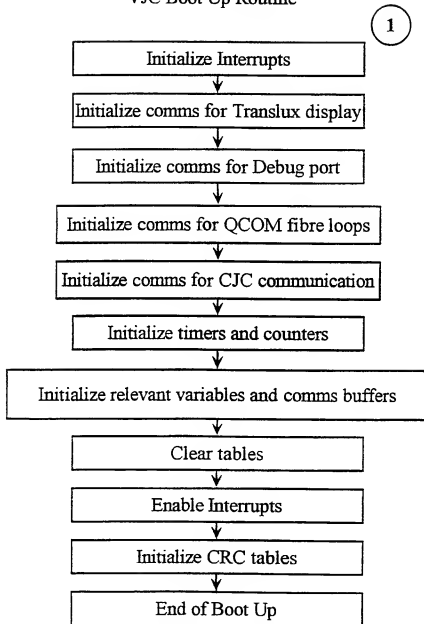 VJC Boot Up Routine
1
Initialize Interrupts
Initialize comms for Translux display
Initialize comms for Debug port
Initialize comms for QCOM fibre loops
Initialize comms for CJC communication
Initialize timers and counters
Initialize relevant variables and comms buffers
Clear tables
Enable Interrupts
Initialize CRC tables
End of Boot Up